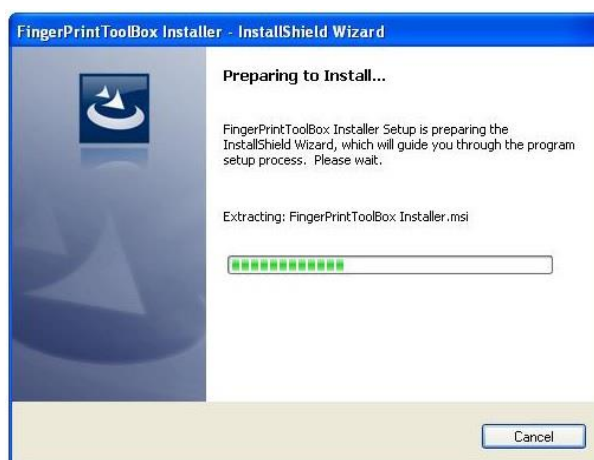 FingerPrintToolBox Installer - InstallShield Wizard
Preparing to Install...
FingerPrintToolBox Installer Setup is preparing the
InstallShield Wizard, which will guide you through the program
setup process.  Please wait.
Extracting: FingerPrintToolBox Installer.msi
Cancel